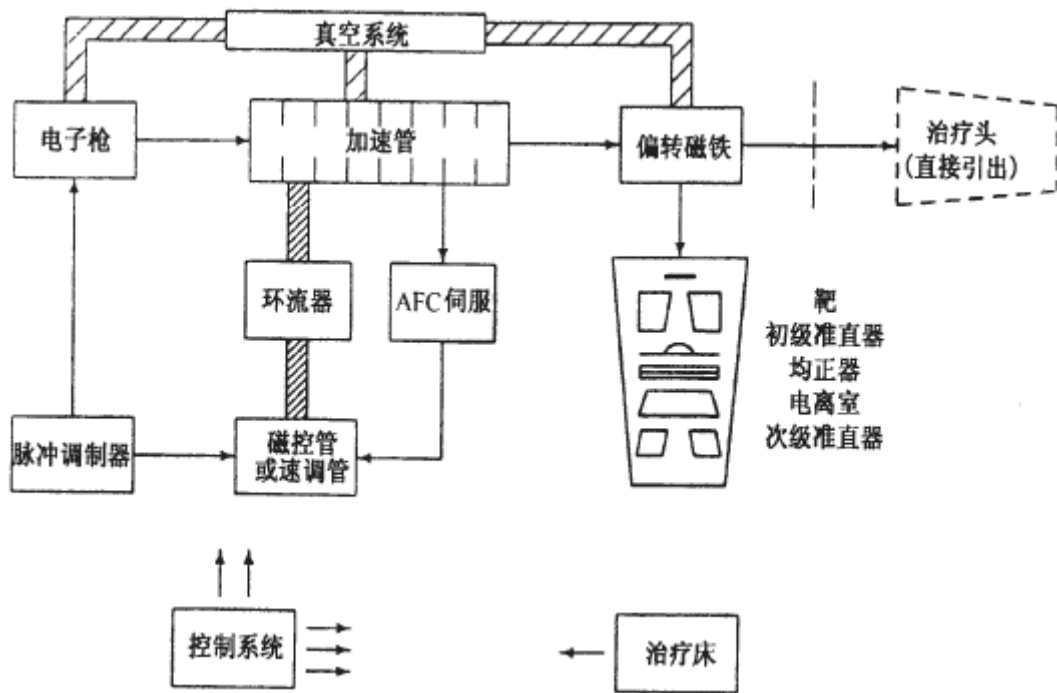 真空系统
电子枪
加速管
偏转磁铁
治疗头
(直接引出)
环流器
AFC伺服
靶
初级准直器
均正器
电离室
次级准直器
脉冲调制器
磁控管
或速调管
控制系统
治疗床